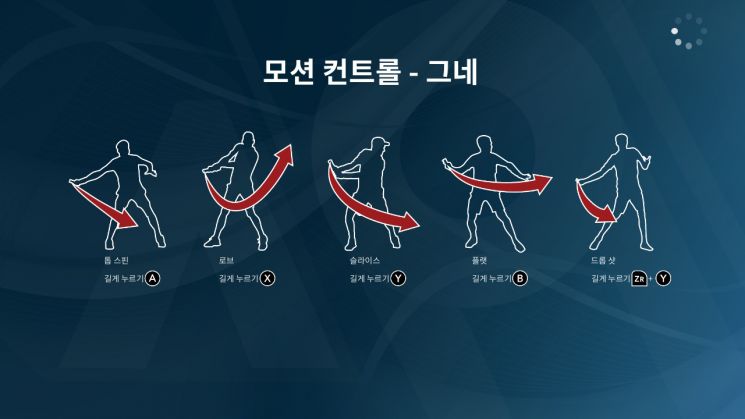 모션 컨트롤 - 그네
톱 스핀
길게 누르기 A
로브
길게 누르기 X
슬라이스
길게 누르기 Y
플랫
길게 누르기 B
드롭 샷
길게 누르기 ZR + Y